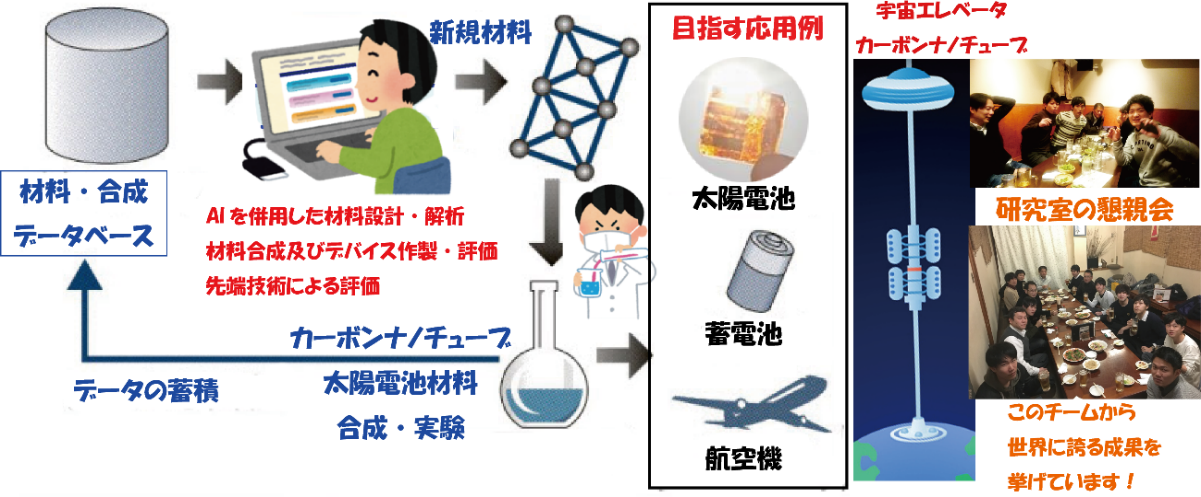 材料・合成
データベース
新規材料
AIを併用した材料設計・解析
材料合成及びデバイス作製・評価
先端技術による評価
カーボンナノチューブ
太陽電池材料
合成・実験
データの蓄積
目指す応用例
太陽電池
蓄電池
航空機
宇宙エレベータ
カーボンナノチューブ
研究室の懇親会
このチームから
世界に誇る成果を
挙げています！